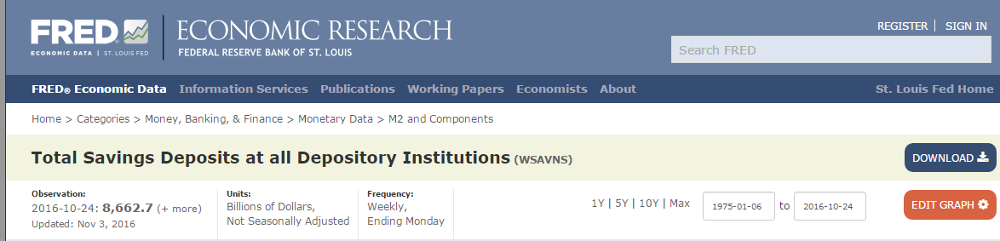 FRED® ECONOMIC RESEARCH
ECONOMIC DATA | ST. LOUIS FED
FEDERAL RESERVE BANK OF ST. LOUIS
REGISTER | SIGN IN
Search FRED
FRED® Economic Data Information Services Publications Working Papers Economists About St. Louis Fed Home
Home > Categories > Money, Banking, & Finance > Monetary Data > M2 and Components
Total Savings Deposits at all Depository Institutions (WSAVNS)
DOWNLOAD
Observation:
2016-10-24: 8,662.7 (+ more)
Updated: Nov 3, 2016
Units:
Billions of Dollars,
Not Seasonally Adjusted
Frequency:
Weekly,
Ending Monday
1Y | 5Y | 10Y | Max 1975-01-06 to 2016-10-24
EDIT GRAPH